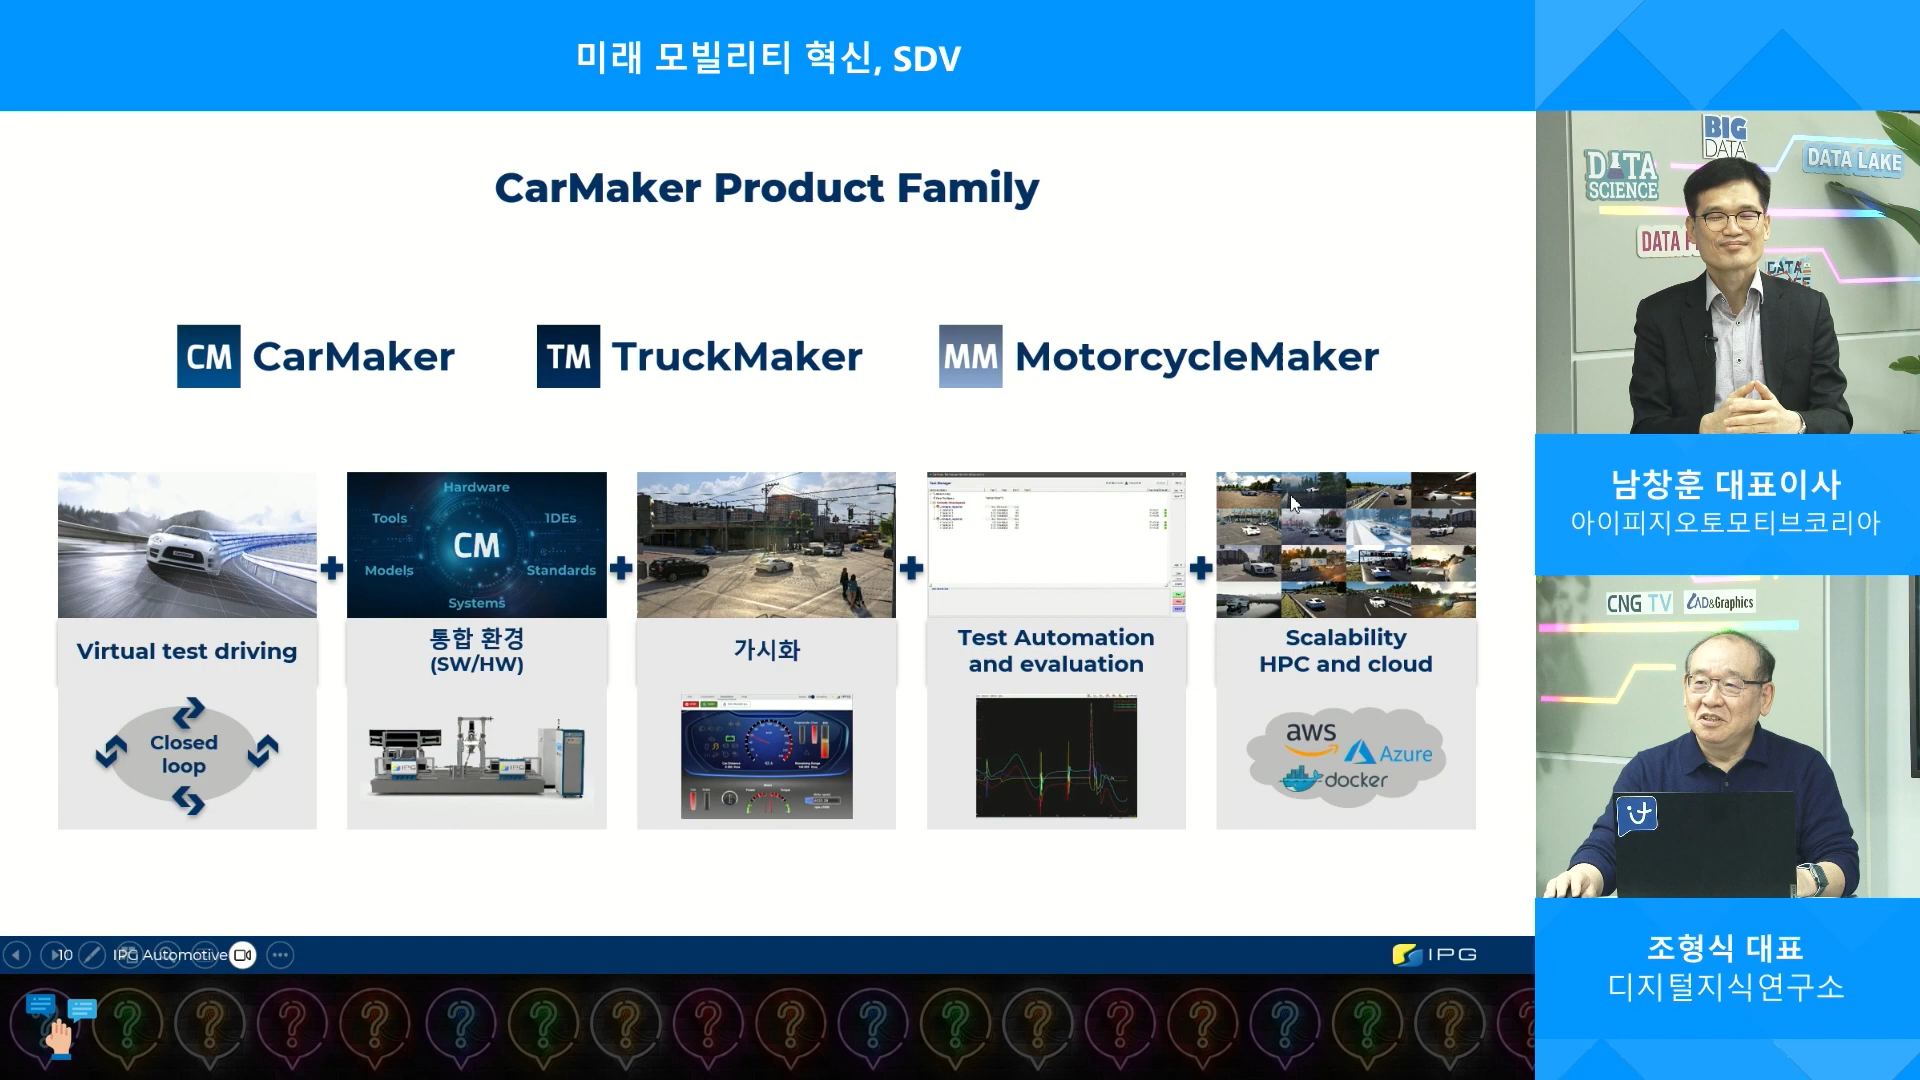 미래 모빌리티 혁신, SDV
CarMaker Product Family
CM CarMaker
TM TruckMaker
MM MotorcycleMaker
Hardware
Tools
IDEs
CM
Models
Standards
Systems
Virtual test driving
통합 환경
(SW/HW)
가시화
Test Automation
and evaluation
Scalability
HPC and cloud
Closed
loop
aws
Azure
docker
10
IPG Automotive
IPG
BIG
DATA
DATA
SCIENCE
DATA LAKE
DATA
DATA
남창훈 대표이사
아이피지오토모티브코리아
CNG TV
CAD&Graphics
조형식 대표
디지털지식연구소